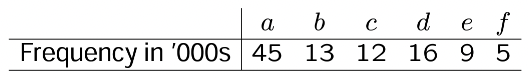 a b c d e f
Frequency in '000s 45 13 12 16 9 5